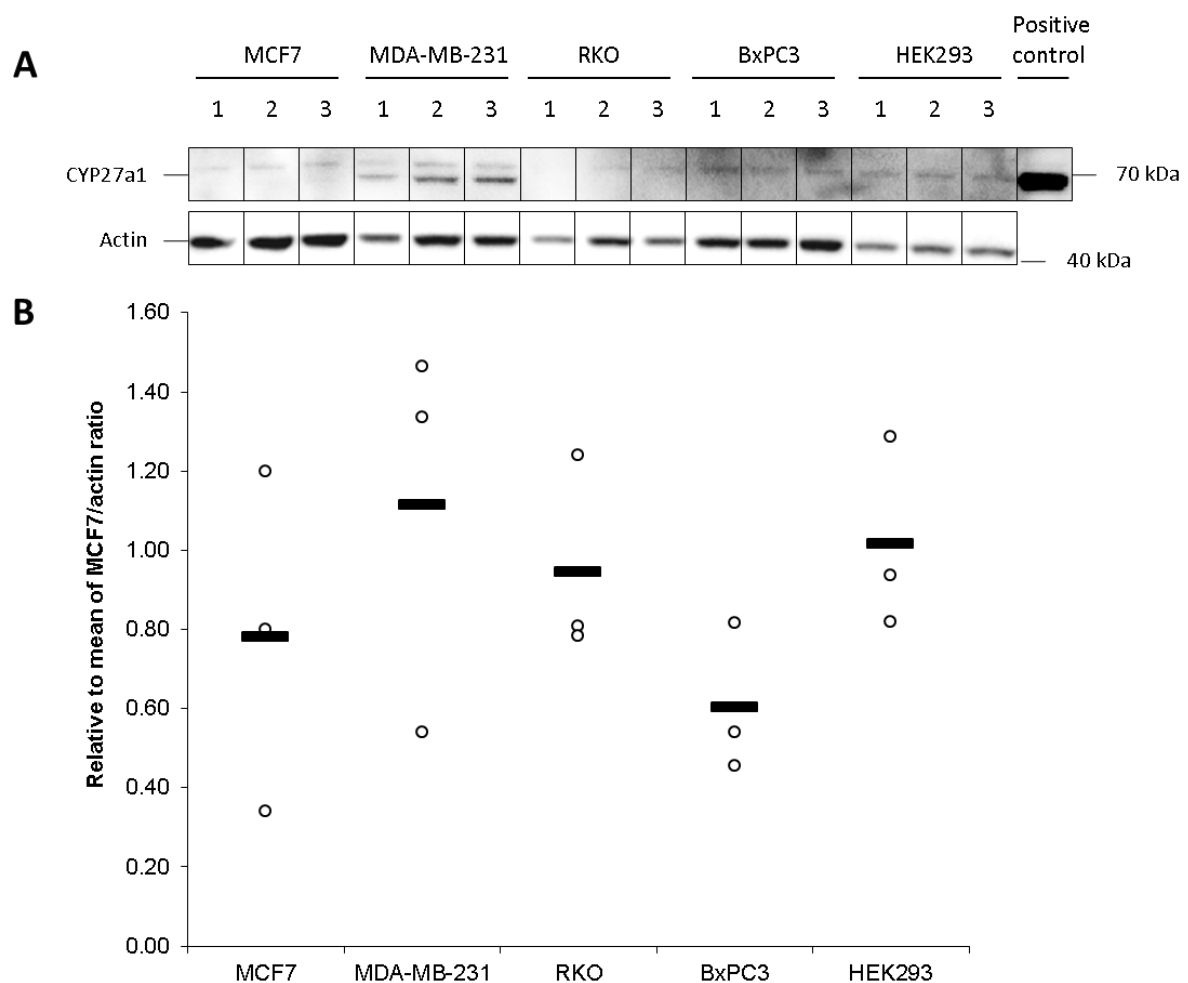 A
MCF7 MDA-MB-231 RKO BxPC3 HEK293 Positive control
1 2 3 1 2 3 1 2 3 1 2 3 1 2 3
CYP27a1 70 kDa
Actin
40 kDa
B
Relative to mean of MCF7/actin ratio
1.60
1.40
1.20
1.00
0.80
0.60
0.40
0.20
0.00
MCF7 MDA-MB-231 RKO BxPC3 HEK293